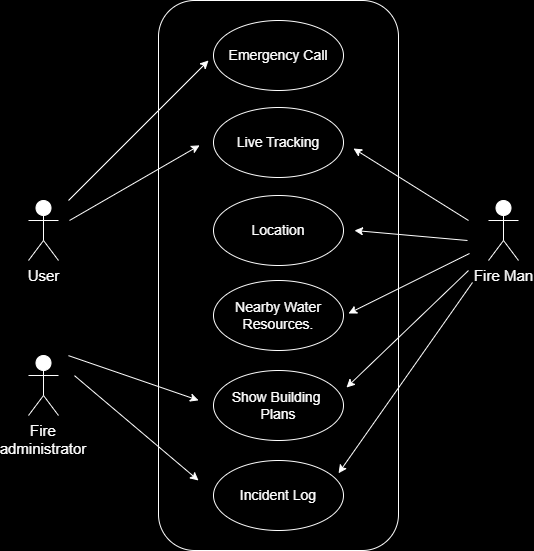 Emergency Call
Live Tracking
Location
User
Fire Man
Nearby Water
Resources.
Show Building
Plans
Fire
administrator
Incident Log